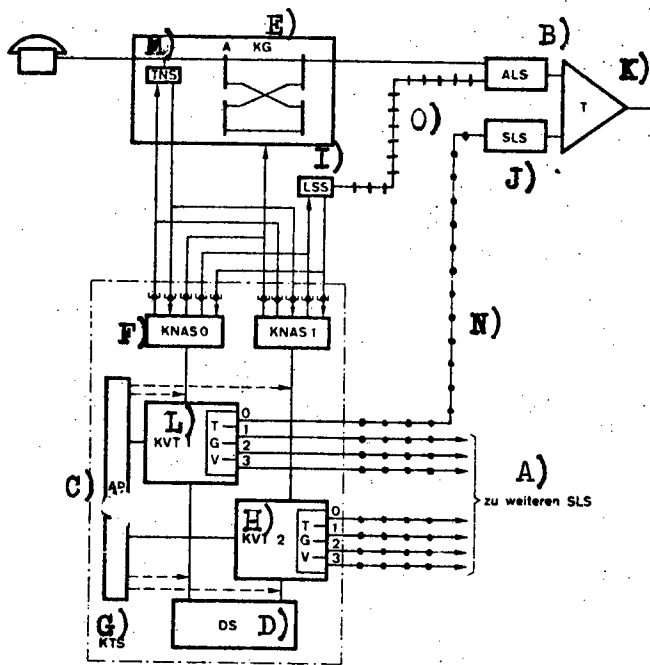 E)
M)
A KG
B)
TNS
ALS
K)
T
O)
I)
SLS
LSS
J)
F)
KNAS 0
KNAS 1
N)
L)
0
T
1
KVT 1
G
2
A)
V
3
C)
zu weiteren SLS
H)
0
T
1
KVT 2
G
2
V
3
G)
DS
D)
KTS